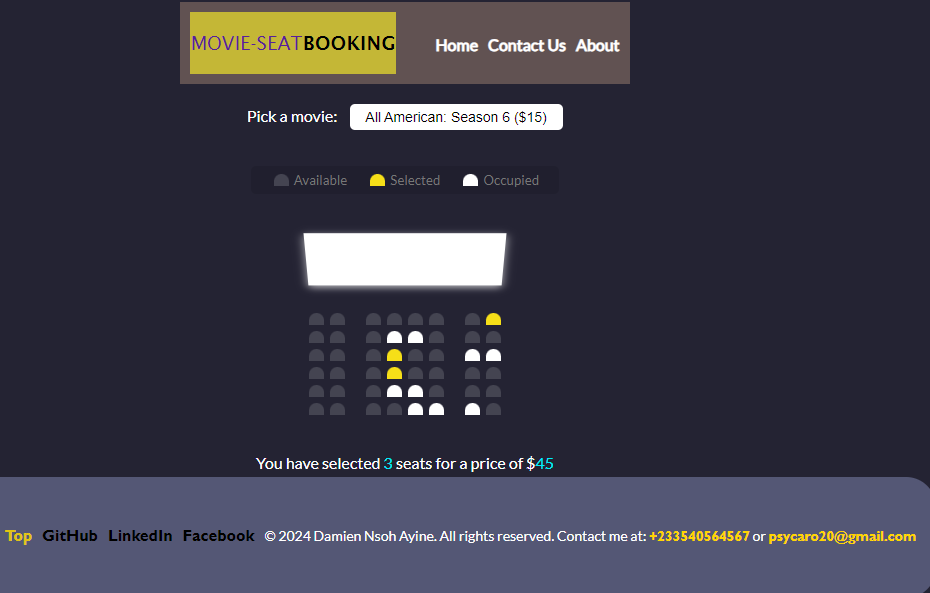 MOVIE-SEATBOOKING Home Contact Us About
Pick a movie: All American: Season 6 ($15)
Available Selected Occupied
You have selected 3 seats for a price of $45
Top GitHub LinkedIn Facebook © 2024 Damien Nsoh Ayine. All rights reserved. Contact me at: +233540564567 or psycaro20@gmail.com